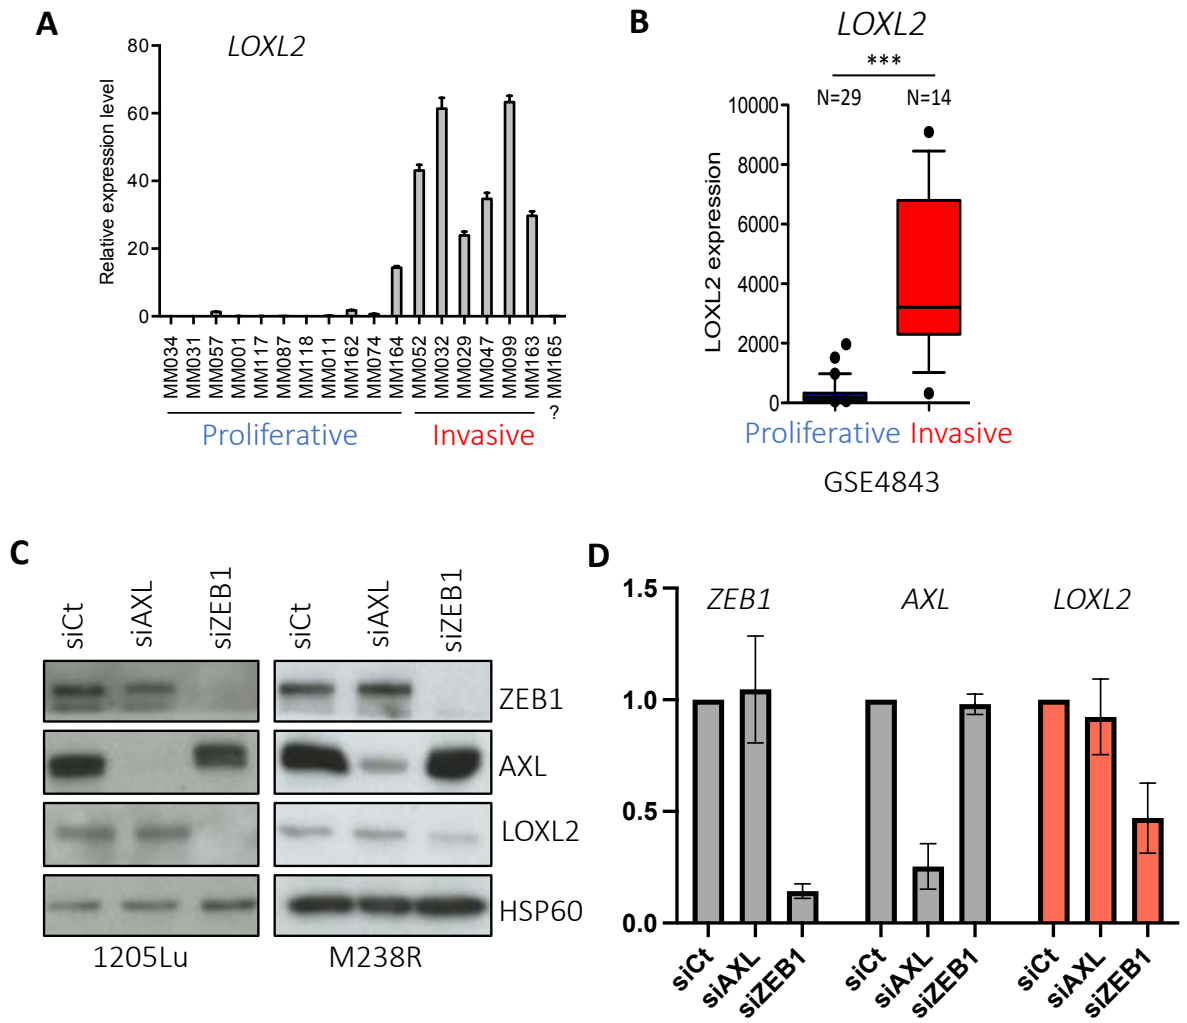 A
LOXL2
Relative expression level
80
60
40
20
0
MM034
MM031
MM057
MM001
MM117
MM087
MM118
MM011
MM162
MM074
MM164
MM052
MM032
MM029
MM047
MM099
MM163
MM165
?
Proliferative
Invasive
B
LOXL2
***
N=29 N=14
LOXL2 expression
10000
8000
6000
4000
2000
0
Proliferative Invasive
GSE4843
C
siCt
siAXL
siZEB1
siCt
siAXL
siZEB1
ZEB1
AXL
LOXL2
HSP60
1205Lu
M238R
D
1.5
1.0
0.5
0.0
ZEB1
AXL
LOXL2
siCt
siAXL
siZEB1
siCt
siAXL
siZEB1
siCt
siAXL
siZEB1